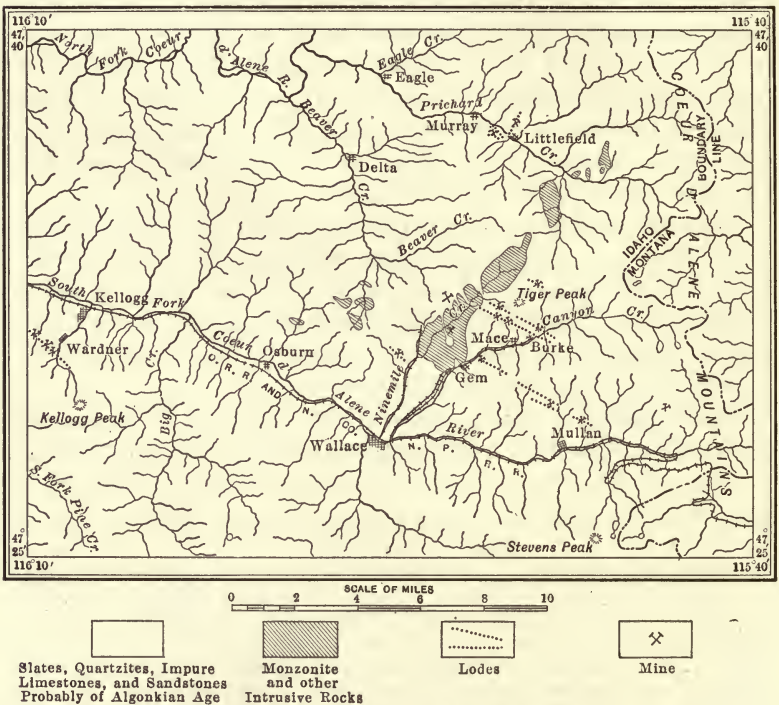 116°10′ 115°40′
47°
40′
47°
40′
North Fork Coeur
d'Alene R.
Eagle Cr.
Eagle
Beaver
Cr.
Prichard
Cr.
Murray
Littlefield
Delta
Beaver Cr.
COEUR D'ALENE MOUNTAINS
BOUNDARY
LINE
IDAHO
MONTANA
South Fork Coeur d'Alene River
Kellogg
Wardner
Kellogg Peak
Big
Cr.
Osburn
O. R. R. AND N. CO.
Ninemile
Cr.
Tiger Peak
Canyon Cr.
Mace
Burke
Gem
Wallace
N. P. R. R.
Mullan
S. Fork Pine Cr.
Stevens Peak
47°
25′
47°
25′
116°10′ 115°40′
SCALE OF MILES
0 2 4 6 8 10
Slates, Quartzites, Impure
Limestones, and Sandstones
Probably of Algonkian Age
Monzonite
and other
Intrusive Rocks
Lodes
Mine